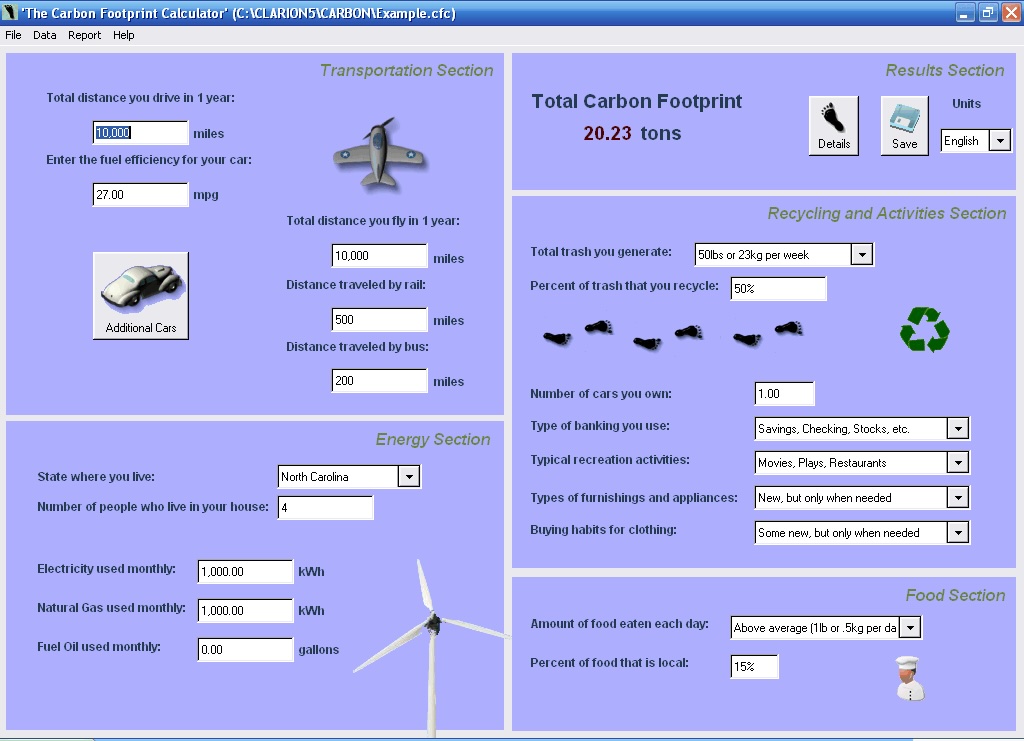 'The Carbon Footprint Calculator' (C:\CLARION5\CARBON\Example.cfc)
File Data Report Help
Transportation Section
Total distance you drive in 1 year:
10,000 miles
Enter the fuel efficiency for your car:
27.00 mpg
Additional Cars
Total distance you fly in 1 year:
10,000 miles
Distance traveled by rail:
500 miles
Distance traveled by bus:
200 miles
Energy Section
State where you live: North Carolina
Number of people who live in your house: 4
Electricity used monthly: 1,000.00 kWh
Natural Gas used monthly: 1,000.00 kWh
Fuel Oil used monthly: 0.00 gallons
Results Section
Total Carbon Footprint
20.23 tons
Details
Save
Units
English
Recycling and Activities Section
Total trash you generate: 50lbs or 23kg per week
Percent of trash that you recycle: 50%
Number of cars you own: 1.00
Type of banking you use: Savings, Checking, Stocks, etc.
Typical recreation activities: Movies, Plays, Restaurants
Types of furnishings and appliances: New, but only when needed
Buying habits for clothing: Some new, but only when needed
Food Section
Amount of food eaten each day: Above average (1lb or .5kg per da
Percent of food that is local: 15%